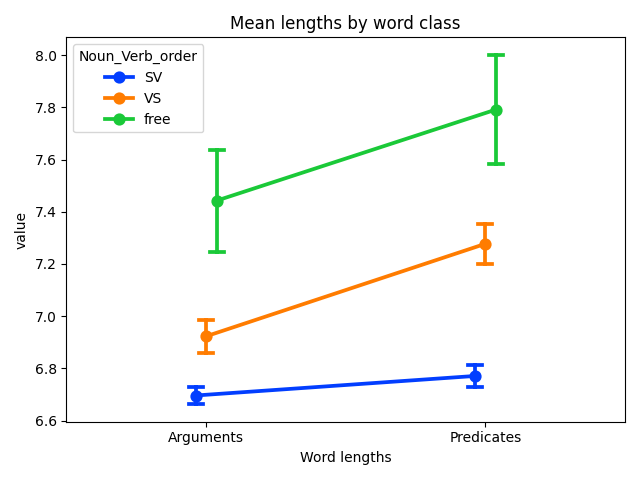 Mean lengths by word class
Noun_Verb_order
SV
VS
free
value
8.0
7.8
7.6
7.4
7.2
7.0
6.8
6.6
Arguments
Predicates
Word lengths